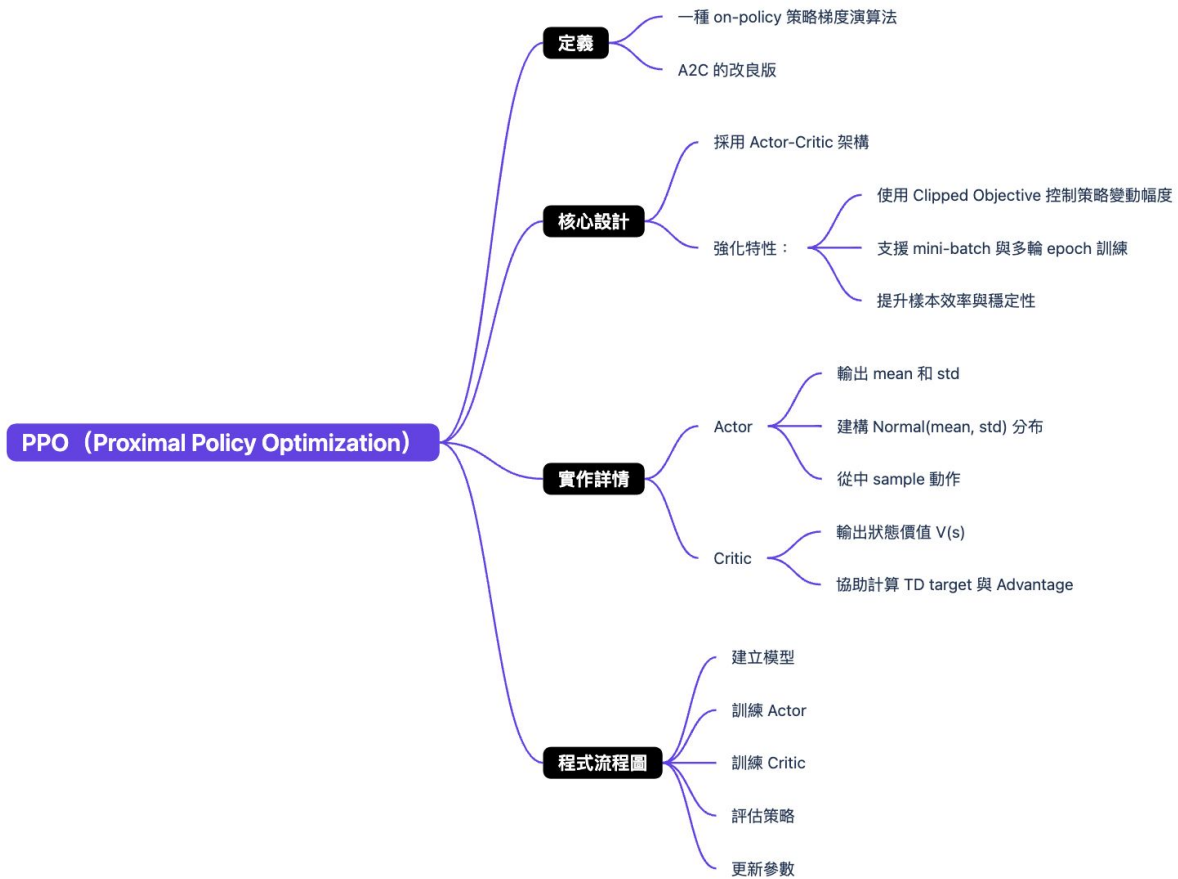 PPO（Proximal Policy Optimization）
定義
一種 on-policy 策略梯度演算法
A2C 的改良版
核心設計
採用 Actor-Critic 架構
強化特性：
使用 Clipped Objective 控制策略變動幅度
支援 mini-batch 與多輪 epoch 訓練
提升樣本效率與穩定性
實作詳情
Actor
輸出 mean 和 std
建構 Normal(mean, std) 分布
從中 sample 動作
Critic
輸出狀態價值 V(s)
協助計算 TD target 與 Advantage
程式流程圖
建立模型
訓練 Actor
訓練 Critic
評估策略
更新參數